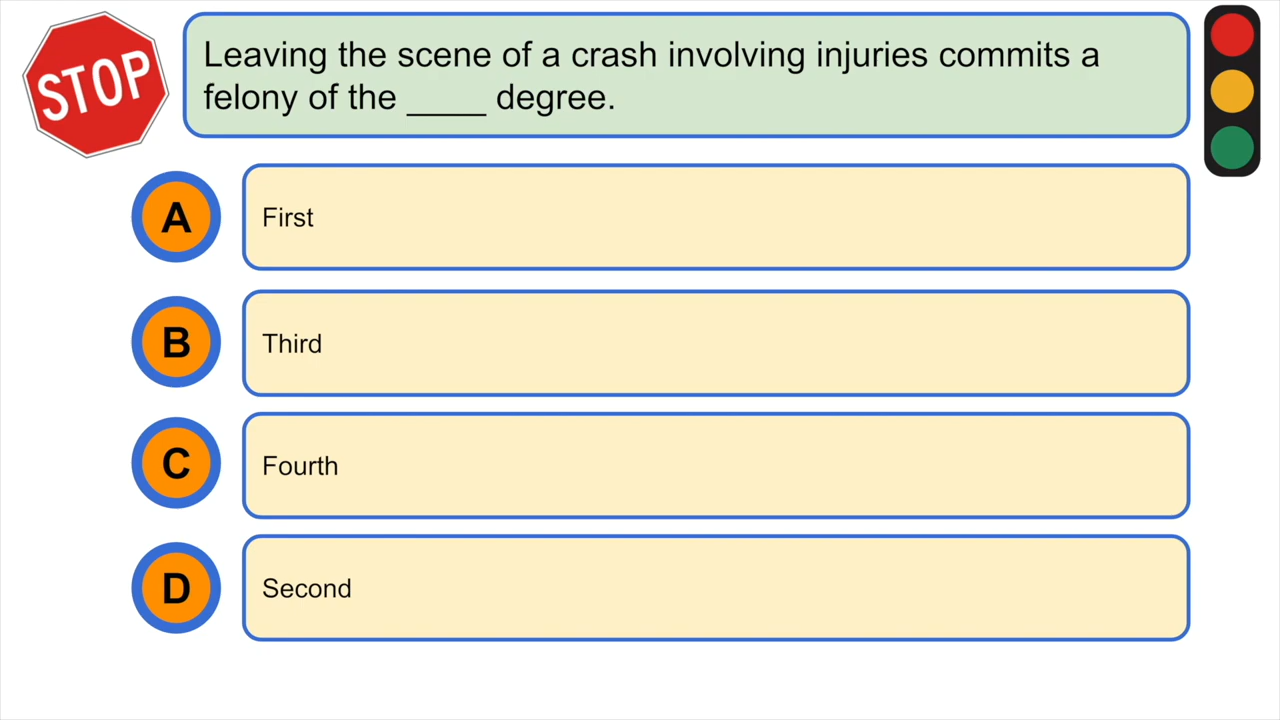 STOP
Leaving the scene of a crash involving injuries commits a
felony of the _____ degree.
A
First
B
Third
C
Fourth
D
Second